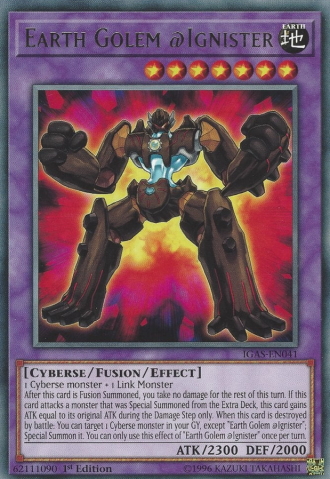 EARTH GOLEM @IGNISTER
EARTH
地
IGAS-EN041
[CYBERSE/FUSION/EFFECT]
1 Cyberse monster + 1 Link Monster
After this card is Fusion Summoned, you take no damage for the rest of this turn. If this
card attacks a monster that was Special Summoned from the Extra Deck, this card gains
ATK equal to its original ATK during the Damage Step only. When this card is destroyed
by battle: You can target 1 Cyberse monster in your GY, except "Earth Golem @Ignister";
Special Summon it. You can only use this effect of "Earth Golem @Ignister" once per turn.
ATK/2300 DEF/2000
62111090 1st Edition ©1996 KAZUKI TAKAHASHI